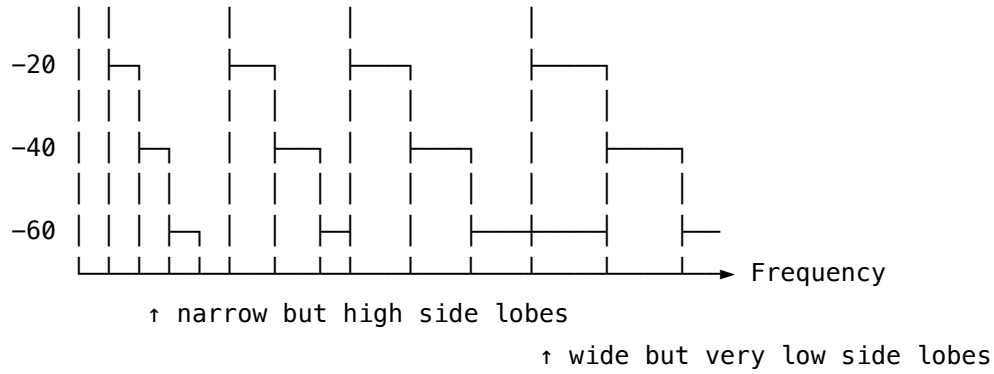 −20
−40
−60
Frequency
↑ narrow but high side lobes
↑ wide but very low side lobes